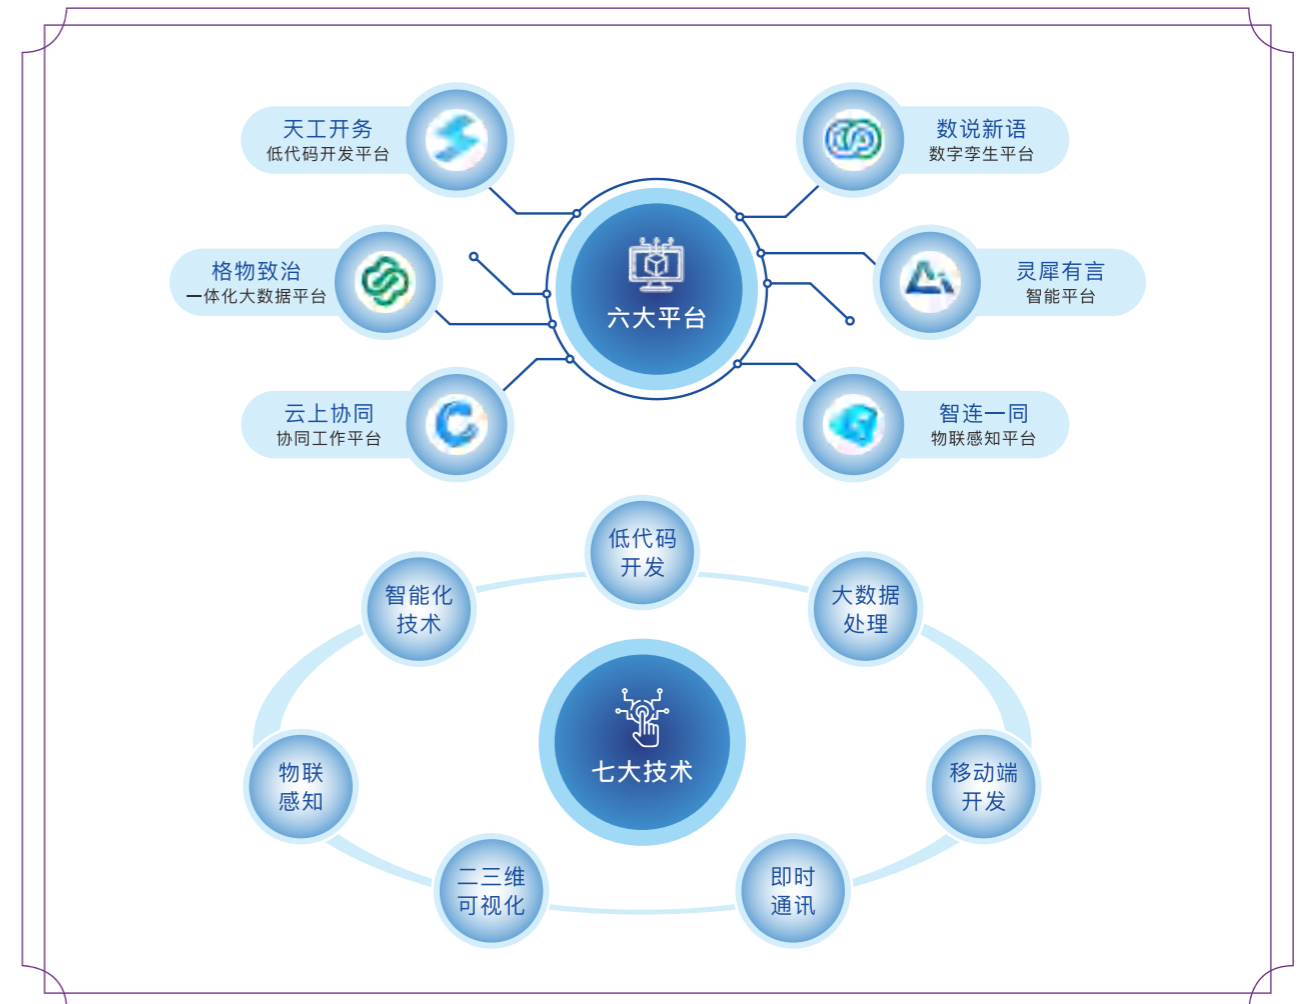 天工开务
低代码开发平台
数说新语
数字孪生平台
格物致治
一体化大数据平台
六大平台
灵犀有言
智能平台
云上协同
协同工作平台
智连一同
物联感知平台
低代码
开发
智能化
技术
大数据
处理
七大技术
物联
感知
移动端
开发
二三维
可视化
即时
通讯